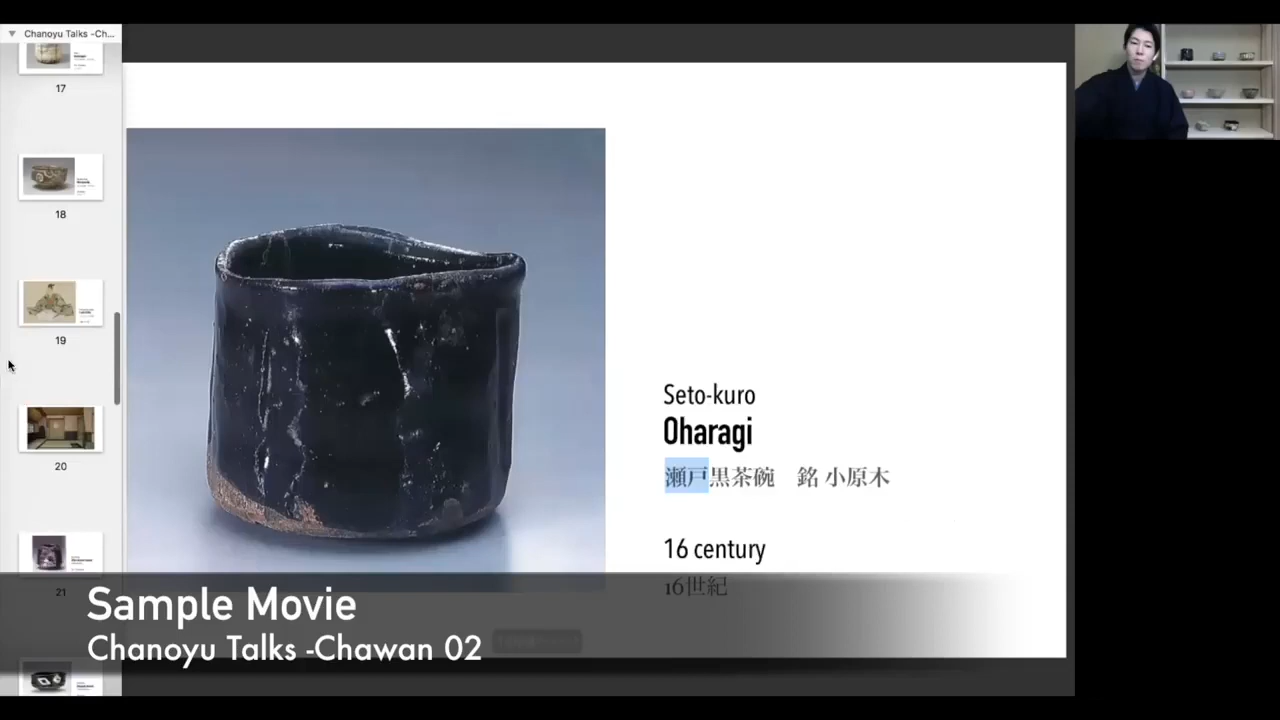 Chanoyu Talks -Ch...
17
18
19
20
21
Seto-kuro
Oharagi
瀬戸黒茶碗　銘 小原木
16 century
16世紀
Sample Movie
Chanoyu Talks -Chawan 02